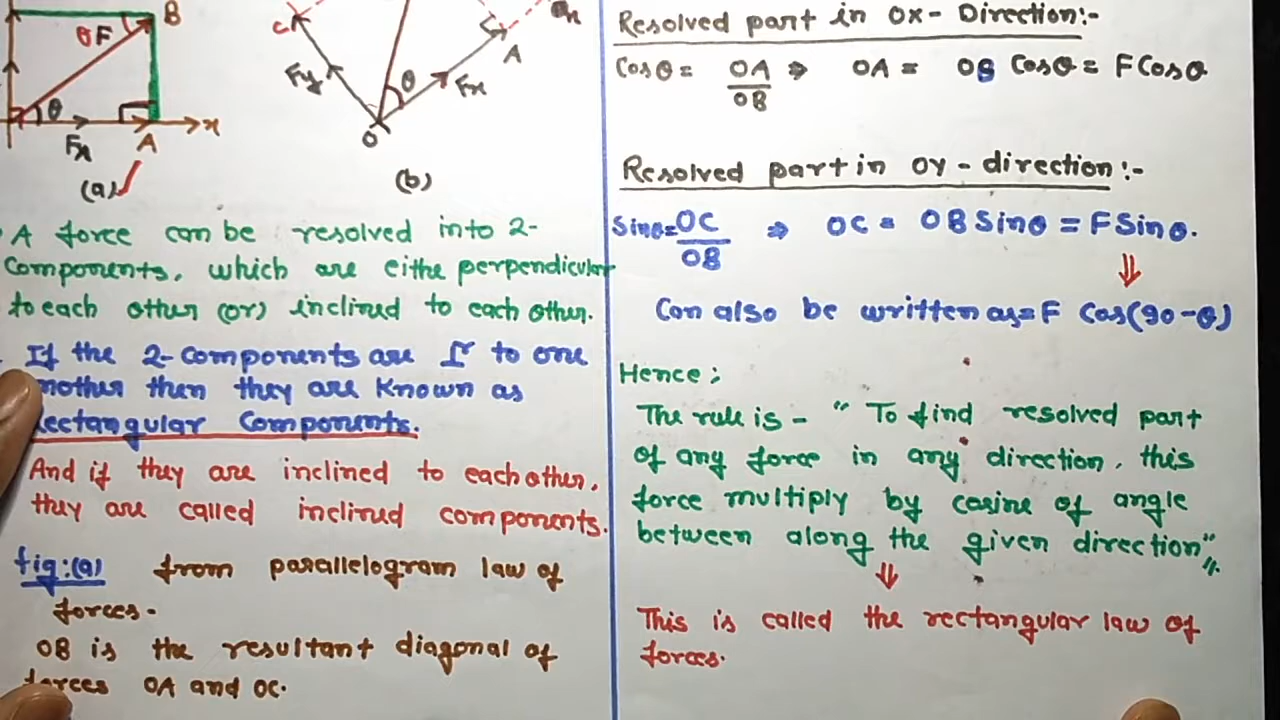 B
θ F
θ
Fx
A
x
(a)
C
Fy
θ
Fx
A
O
(b)
A force can be resolved into 2-
Components, which are eithe perpendicular
to each other (or) inclined to each other.
If the 2-Components are ⊥r to one
another then they are Known as
Rectangular Components.
And if they are inclined to each other,
they are called inclined components.
fig:(a) from parallelogram law of
forces-
OB is the resultant diagonal of
forces OA and OC.
Resolved part in OX- Direction:-
Cosθ = OA/OB ⇒ OA = OB Cosθ = F Cosθ
Resolved part in OY - direction:-
Sinθ = OC/OB ⇒ OC = OB Sinθ = F Sinθ.
⇓
Can also be written as = F Cos(90-θ)
Hence;
The rule is - " To find resolved part
of any force in any direction, this
force multiply by cosine of angle
between along the given direction"
⇓
This is called the rectangular law of
forces.